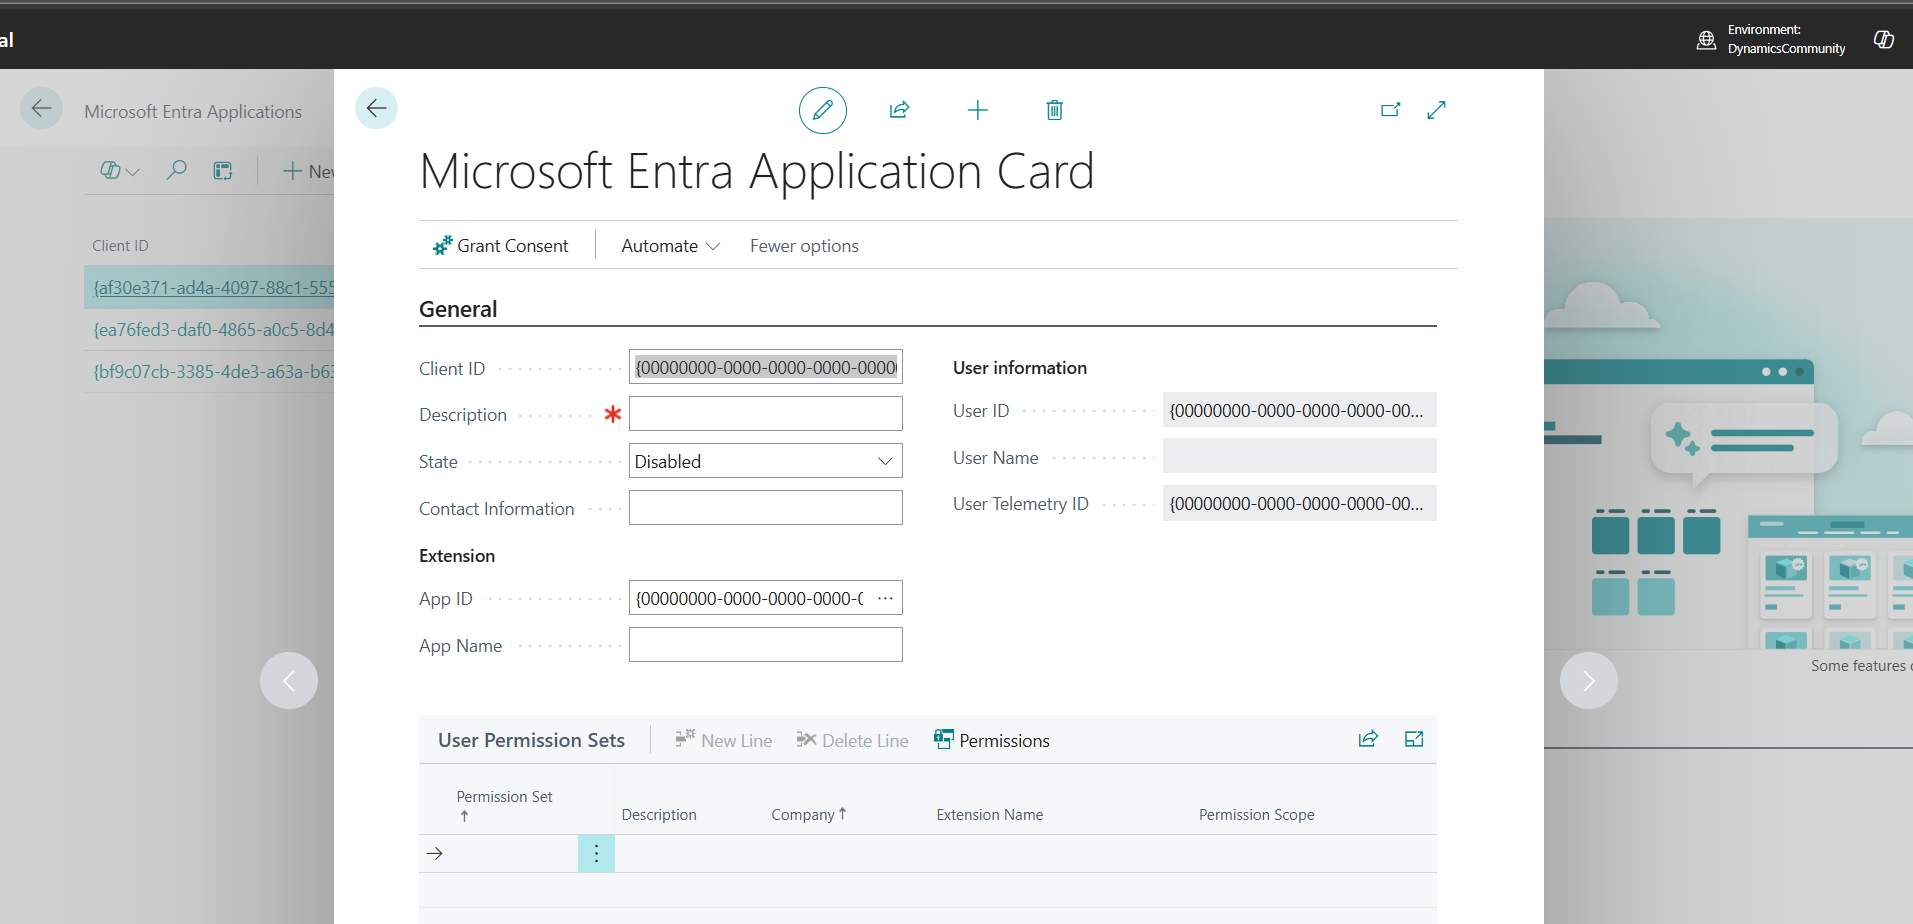 al
Environment:
DynamicsCommunity
Microsoft Entra Applications
New
Client ID
{af30e371-ad4a-4097-88c1-555
{ea76fed3-daf0-4865-a0c5-8d4
{bf9c07cb-3385-4de3-a63a-b63
Microsoft Entra Application Card
Grant Consent
Automate
Fewer options
General
Client ID
{00000000-0000-0000-0000-0000
Description
*
State
Disabled
Contact Information
Extension
App ID
{00000000-0000-0000-0000-0
...
App Name
User information
User ID
{00000000-0000-0000-0000-00...
User Name
User Telemetry ID
{00000000-0000-0000-0000-00...
Some features
User Permission Sets
New Line
Delete Line
Permissions
Permission Set
↑
Description
Company ↑
Extension Name
Permission Scope